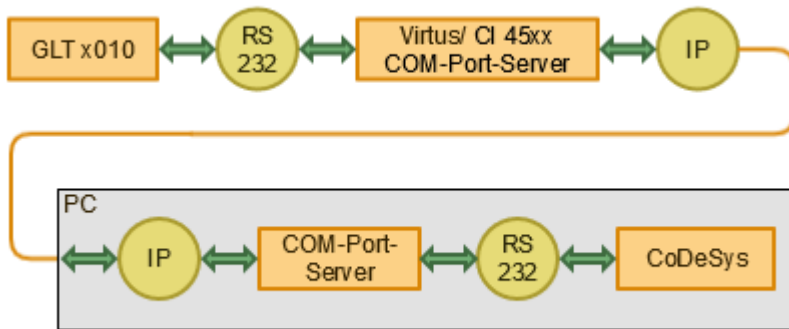 GLT x010
RS
232
Virtus/ CI 45xx
COM-Port-Server
IP
PC
IP
COM-Port-
Server
RS
232
CoDeSys